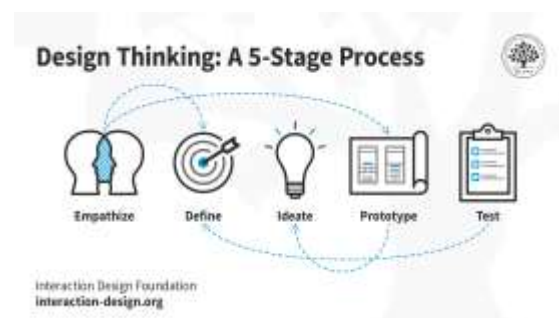 Design Thinking: A 5-Stage Process
Empathize
Define
Ideate
Prototype
Test
Interaction Design Foundation
interaction-design.org